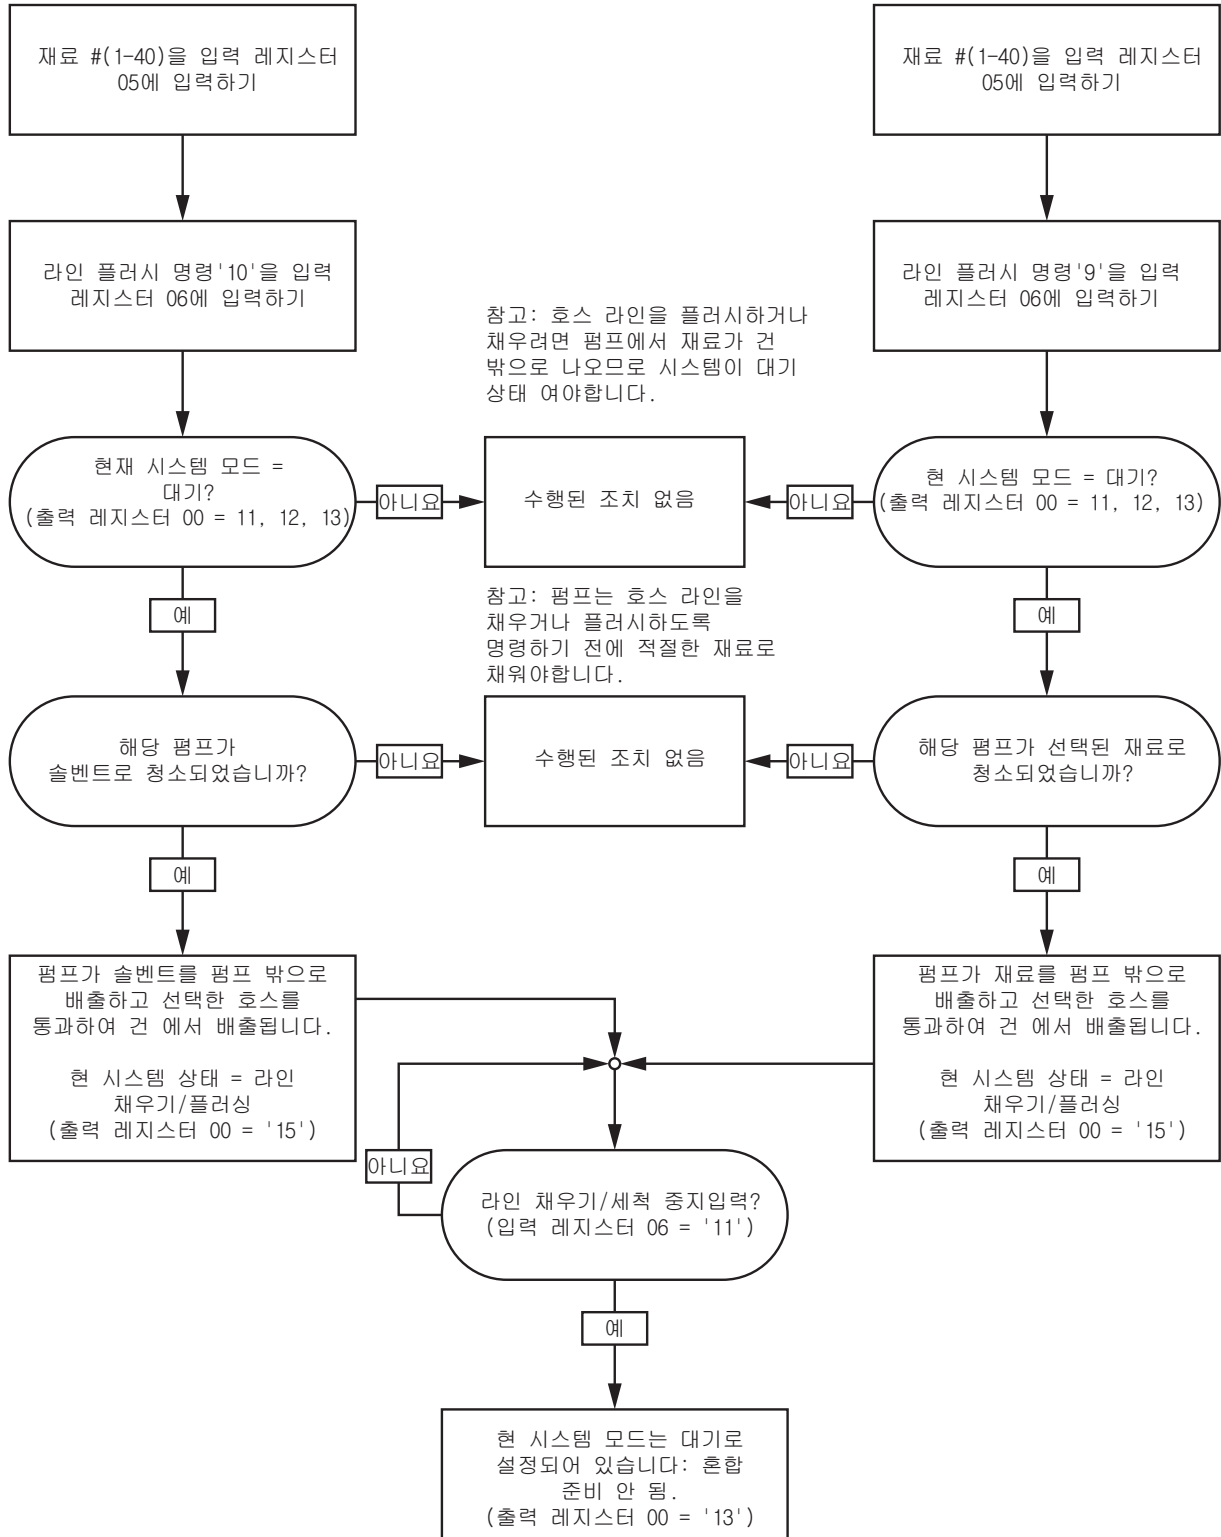 재료 #(1-40)을 입력 레지스터
05에 입력하기
재료 #(1-40)을 입력 레지스터
05에 입력하기
라인 플러시 명령'10'을 입력
레지스터 06에 입력하기
라인 플러시 명령'9'을 입력
레지스터 06에 입력하기
참고: 호스 라인을 플러시하거나
채우려면 펌프에서 재료가 건
밖으로 나오므로 시스템이 대기
상태 여야합니다.
현재 시스템 모드 =
대기?
(출력 레지스터 00 = 11, 12, 13)
아니요
수행된 조치 없음
아니요
현 시스템 모드 = 대기?
(출력 레지스터 00 = 11, 12, 13)
예
참고: 펌프는 호스 라인을
채우거나 플러시하도록
명령하기 전에 적절한 재료로
채워야합니다.
예
해당 폄프가
솔벤트로 청소되었습니까?
아니요
수행된 조치 없음
아니요
해당 폄프가 선택된 재료로
청소되었습니까?
예
예
펌프가 솔벤트를 펌프 밖으로
배출하고 선택한 호스를
통과하여 건 에서 배출됩니다.
현 시스템 상태 = 라인
채우기/플러싱
(출력 레지스터 00 = '15')
펌프가 재료를 펌프 밖으로
배출하고 선택한 호스를
통과하여 건 에서 배출됩니다.
현 시스템 상태 = 라인
채우기/플러싱
(출력 레지스터 00 = '15')
아니요
라인 채우기/세척 중지입력?
(입력 레지스터 06 = '11')
예
현 시스템 모드는 대기로
설정되어 있습니다: 혼합
준비 안 됨.
(출력 레지스터 00 = '13')